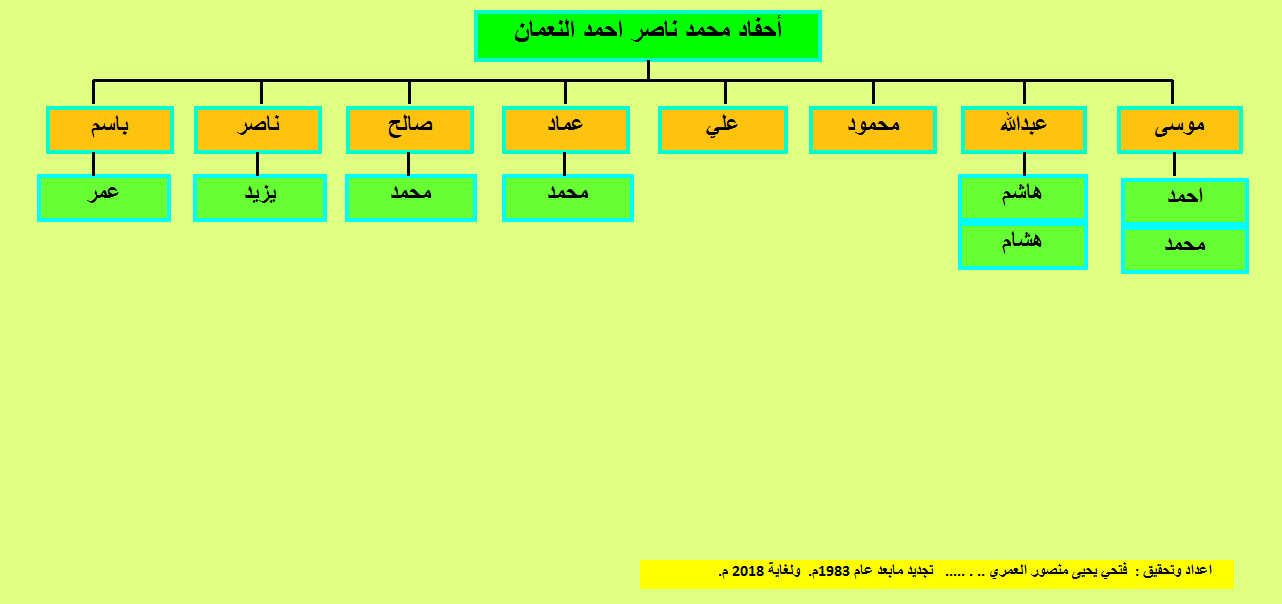 أحفاد محمد ناصر احمد النعمان
موسى
عبدالله
محمود
علي
عماد
صالح
ناصر
باسم
احمد
هاشم
محمد
محمد
يزيد
عمر
محمد
هشام
اعداد وتحقيق : فتحي يحيى منصور العمري .. . ..... تجديد مابعد عام 1983م. ولغاية 2018 م.